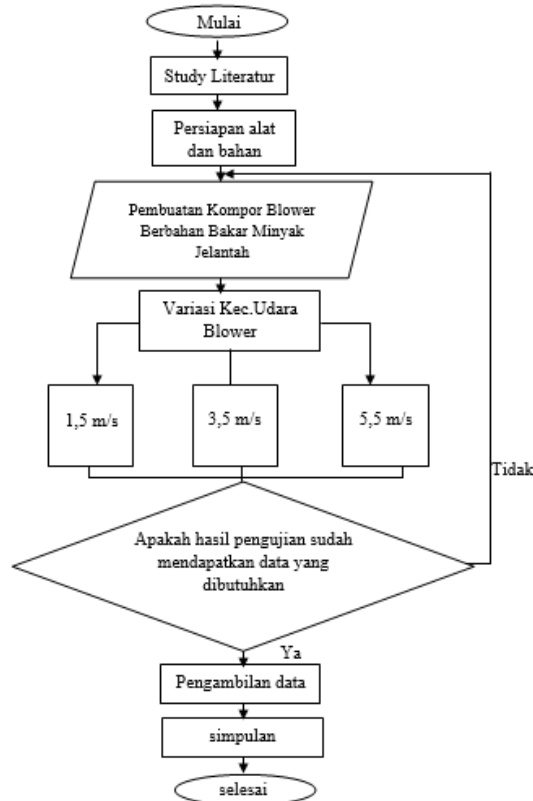 Mulai
Study Literatur
Persiapan alat
dan bahan
Pembuatan Kompor Blower
Berbahan Bakar Minyak
Jelantah
Variasi Kec.Udara
Blower
1,5 m/s
3,5 m/s
5,5 m/s
Tidak
Apakah hasil pengujian sudah
mendapatkan data yang
dibutuhkan
Ya
Pengambilan data
simpulan
selesai